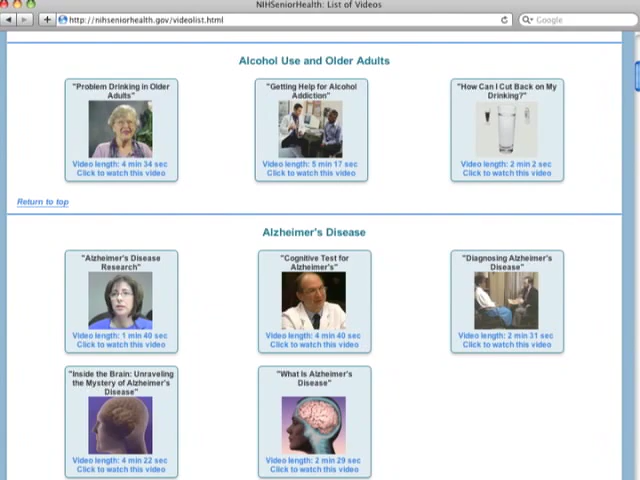 NIHSeniorHealth: List of Videos
http://nihseniorhealth.gov/videolist.html
Google
Alcohol Use and Older Adults
"Problem Drinking in Older
Adults"
Video length: 4 min 34 sec
Click to watch this video
"Getting Help for Alcohol
Addiction"
Video length: 5 min 17 sec
Click to watch this video
"How Can I Cut Back on My
Drinking?"
Video length: 2 min 2 sec
Click to watch this video
Return to top
Alzheimer's Disease
"Alzheimer's Disease
Research"
Video length: 1 min 40 sec
Click to watch this video
"Cognitive Test for
Alzheimer's"
Video length: 4 min 40 sec
Click to watch this video
"Diagnosing Alzheimer's
Disease"
Video length: 2 min 31 sec
Click to watch this video
"Inside the Brain: Unraveling
the Mystery of Alzheimer's
Disease"
Video length: 4 min 22 sec
Click to watch this video
"What Is Alzheimer's
Disease"
Video length: 2 min 29 sec
Click to watch this video